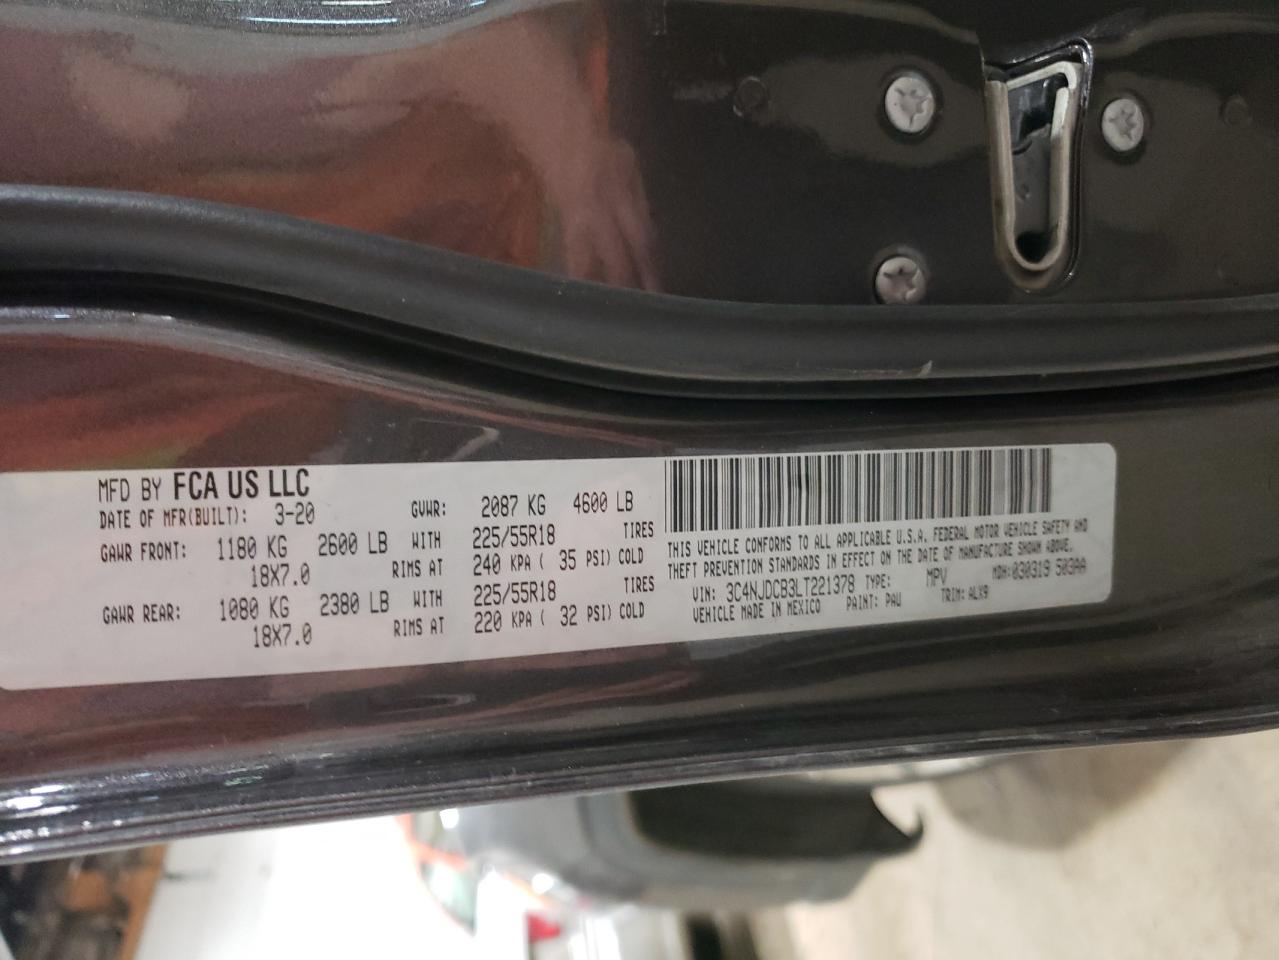 MFD BY FCA US LLC
DATE OF MFR(BUILT): 3-20 GVWR: 2087 KG 4600 LB
GAWR FRONT: 1180 KG 2600 LB WITH 225/55R18 TIRES
18X7.0 RIMS AT 240 KPA ( 35 PSI) COLD
GAWR REAR: 1080 KG 2380 LB WITH 225/55R18 TIRES
18X7.0 RIMS AT 220 KPA ( 32 PSI) COLD
THIS VEHICLE CONFORMS TO ALL APPLICABLE U.S.A. FEDERAL MOTOR VEHICLE SAFETY AND
THEFT PREVENTION STANDARDS IN EFFECT ON THE DATE OF MANUFACTURE SHOWN ABOVE.
VIN: 3C4NJDCB3LT221378 TYPE: MPV MDH: 030319 503AA
VEHICLE MADE IN MEXICO PAINT: PAU TRIM: ALX9